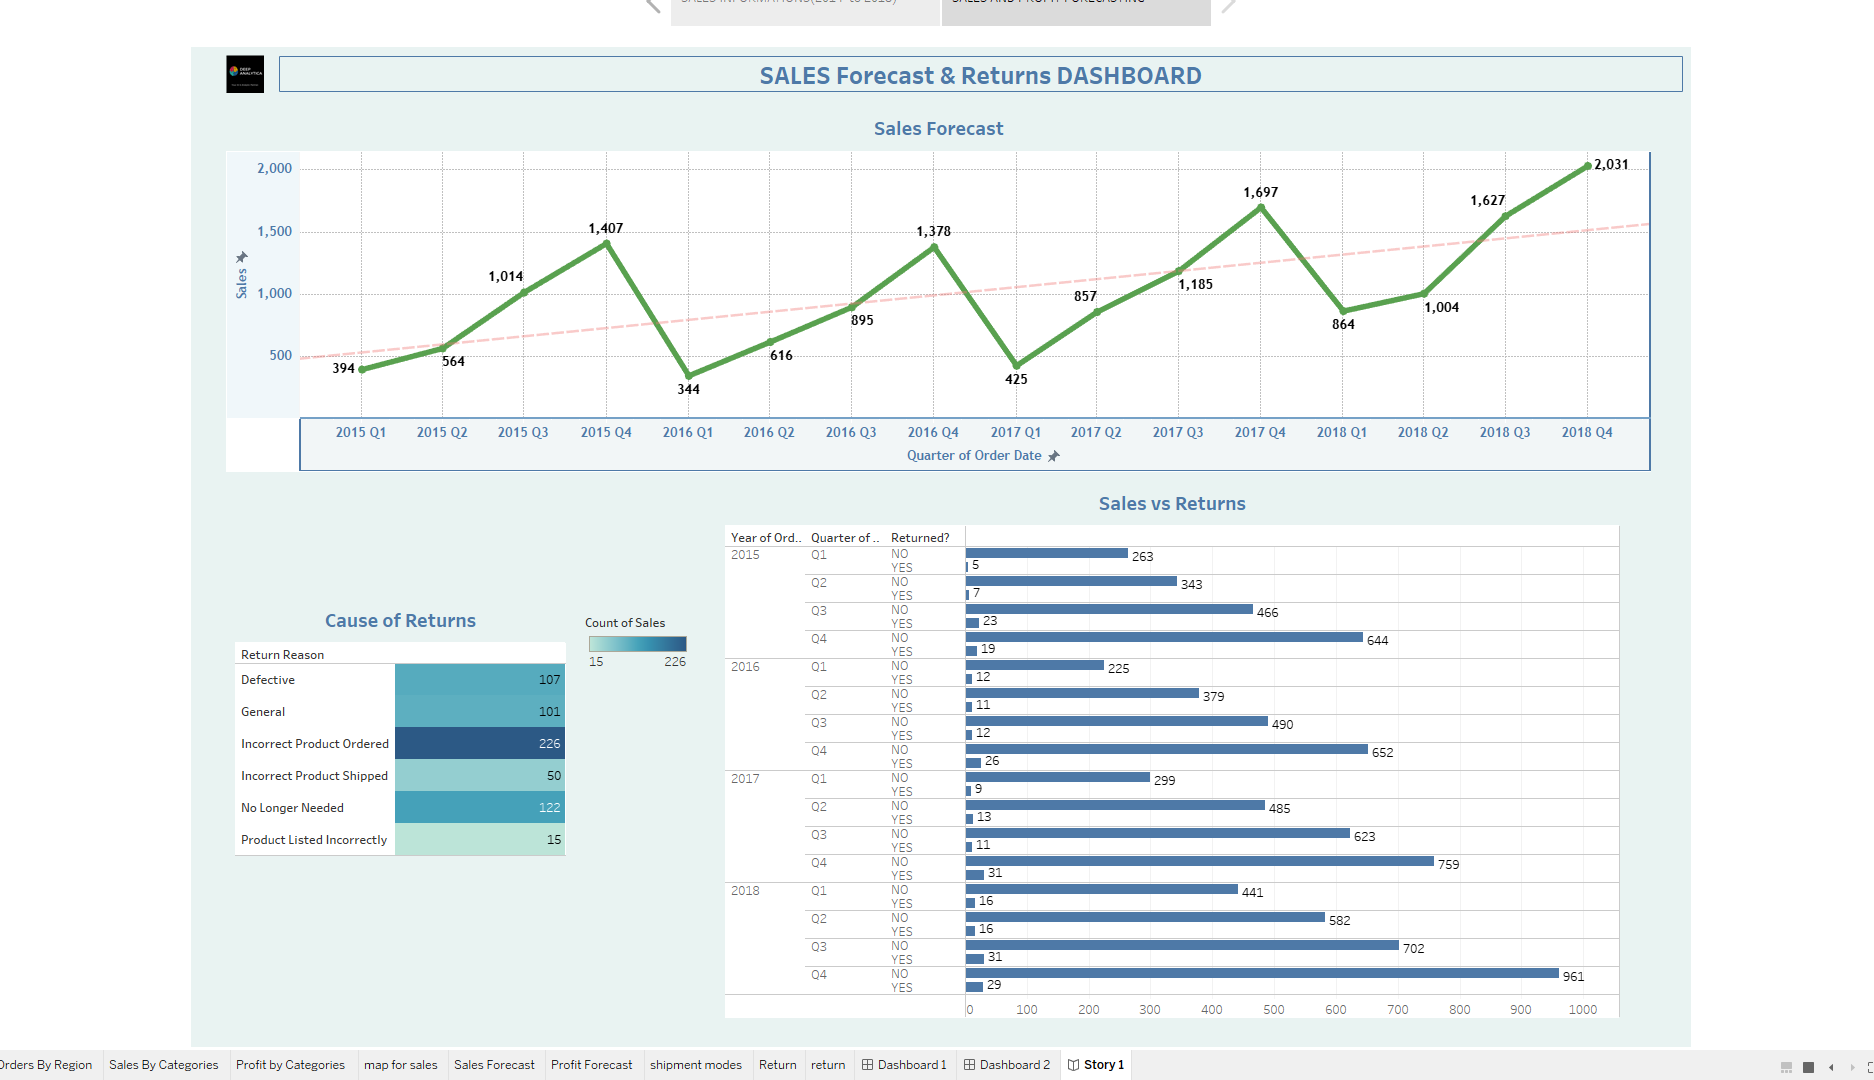 SALES AND PROFIT FORECASTING
DEEP
ANALYTICA
SALES Forecast & Returns DASHBOARD
Sales Forecast
2,000
1,500
1,000
500
Sales
394
564
1,014
1,407
344
616
895
1,378
425
857
1,185
1,697
864
1,004
1,627
2,031
2015 Q1 2015 Q2 2015 Q3 2015 Q4 2016 Q1 2016 Q2 2016 Q3 2016 Q4 2017 Q1 2017 Q2 2017 Q3 2017 Q4 2018 Q1 2018 Q2 2018 Q3 2018 Q4
Quarter of Order Date
Cause of Returns
Return Reason
Defective 107
General 101
Incorrect Product Ordered 226
Incorrect Product Shipped 50
No Longer Needed 122
Product Listed Incorrectly 15
Count of Sales
15 226
Sales vs Returns
Year of Ord.. Quarter of .. Returned?
2015 Q1 NO 263
YES 5
Q2 NO 343
YES 7
Q3 NO 466
YES 23
Q4 NO 644
YES 19
2016 Q1 NO 225
YES 12
Q2 NO 379
YES 11
Q3 NO 490
YES 12
Q4 NO 652
YES 26
2017 Q1 NO 299
YES 9
Q2 NO 485
YES 13
Q3 NO 623
YES 11
Q4 NO 759
YES 31
2018 Q1 NO 441
YES 16
Q2 NO 582
YES 16
Q3 NO 702
YES 31
Q4 NO 961
YES 29
0 100 200 300 400 500 600 700 800 900 1000
Orders By Region Sales By Categories Profit by Categories map for sales Sales Forecast Profit Forecast shipment modes Return return Dashboard 1 Dashboard 2 Story 1